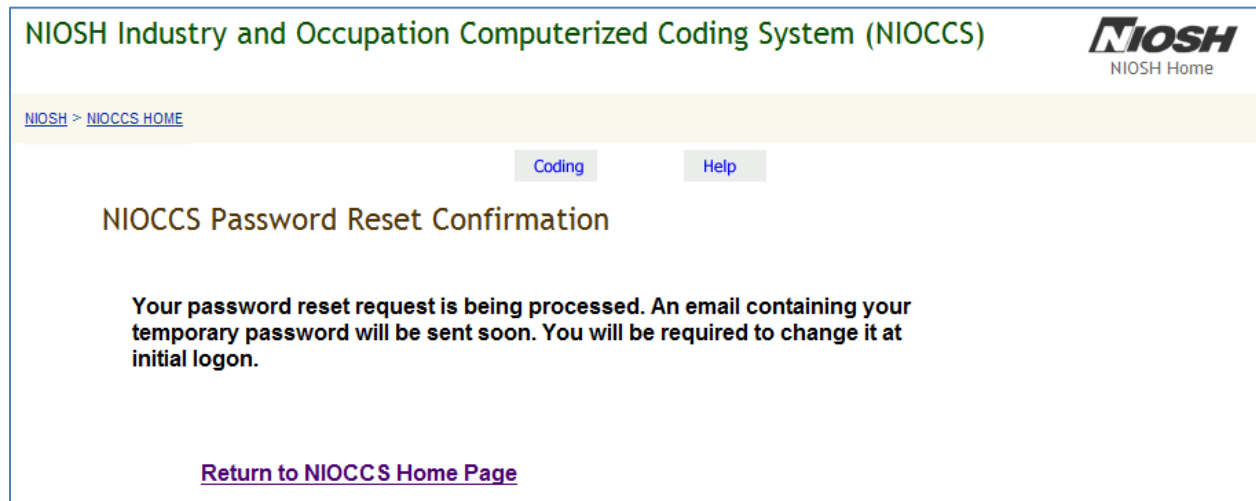 NIOSH Industry and Occupation Computerized Coding System (NIOCCS)
NIOSH
NIOSH Home
NIOSH > NIOCCS HOME
Coding Help
NIOCCS Password Reset Confirmation
Your password reset request is being processed. An email containing your
temporary password will be sent soon. You will be required to change it at
initial logon.
Return to NIOCCS Home Page